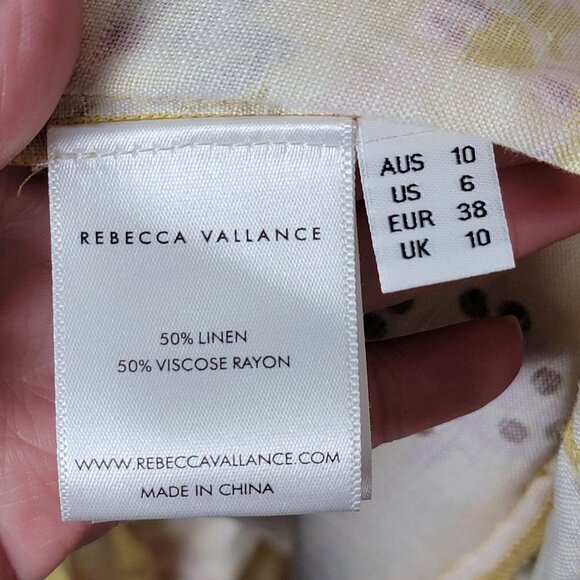 REBECCA VALLANCE
50% LINEN
50% VISCOSE RAYON
WWW.REBECCAVALLANCE.COM
MADE IN CHINA
AUS 10
US 6
EUR 38
UK 10